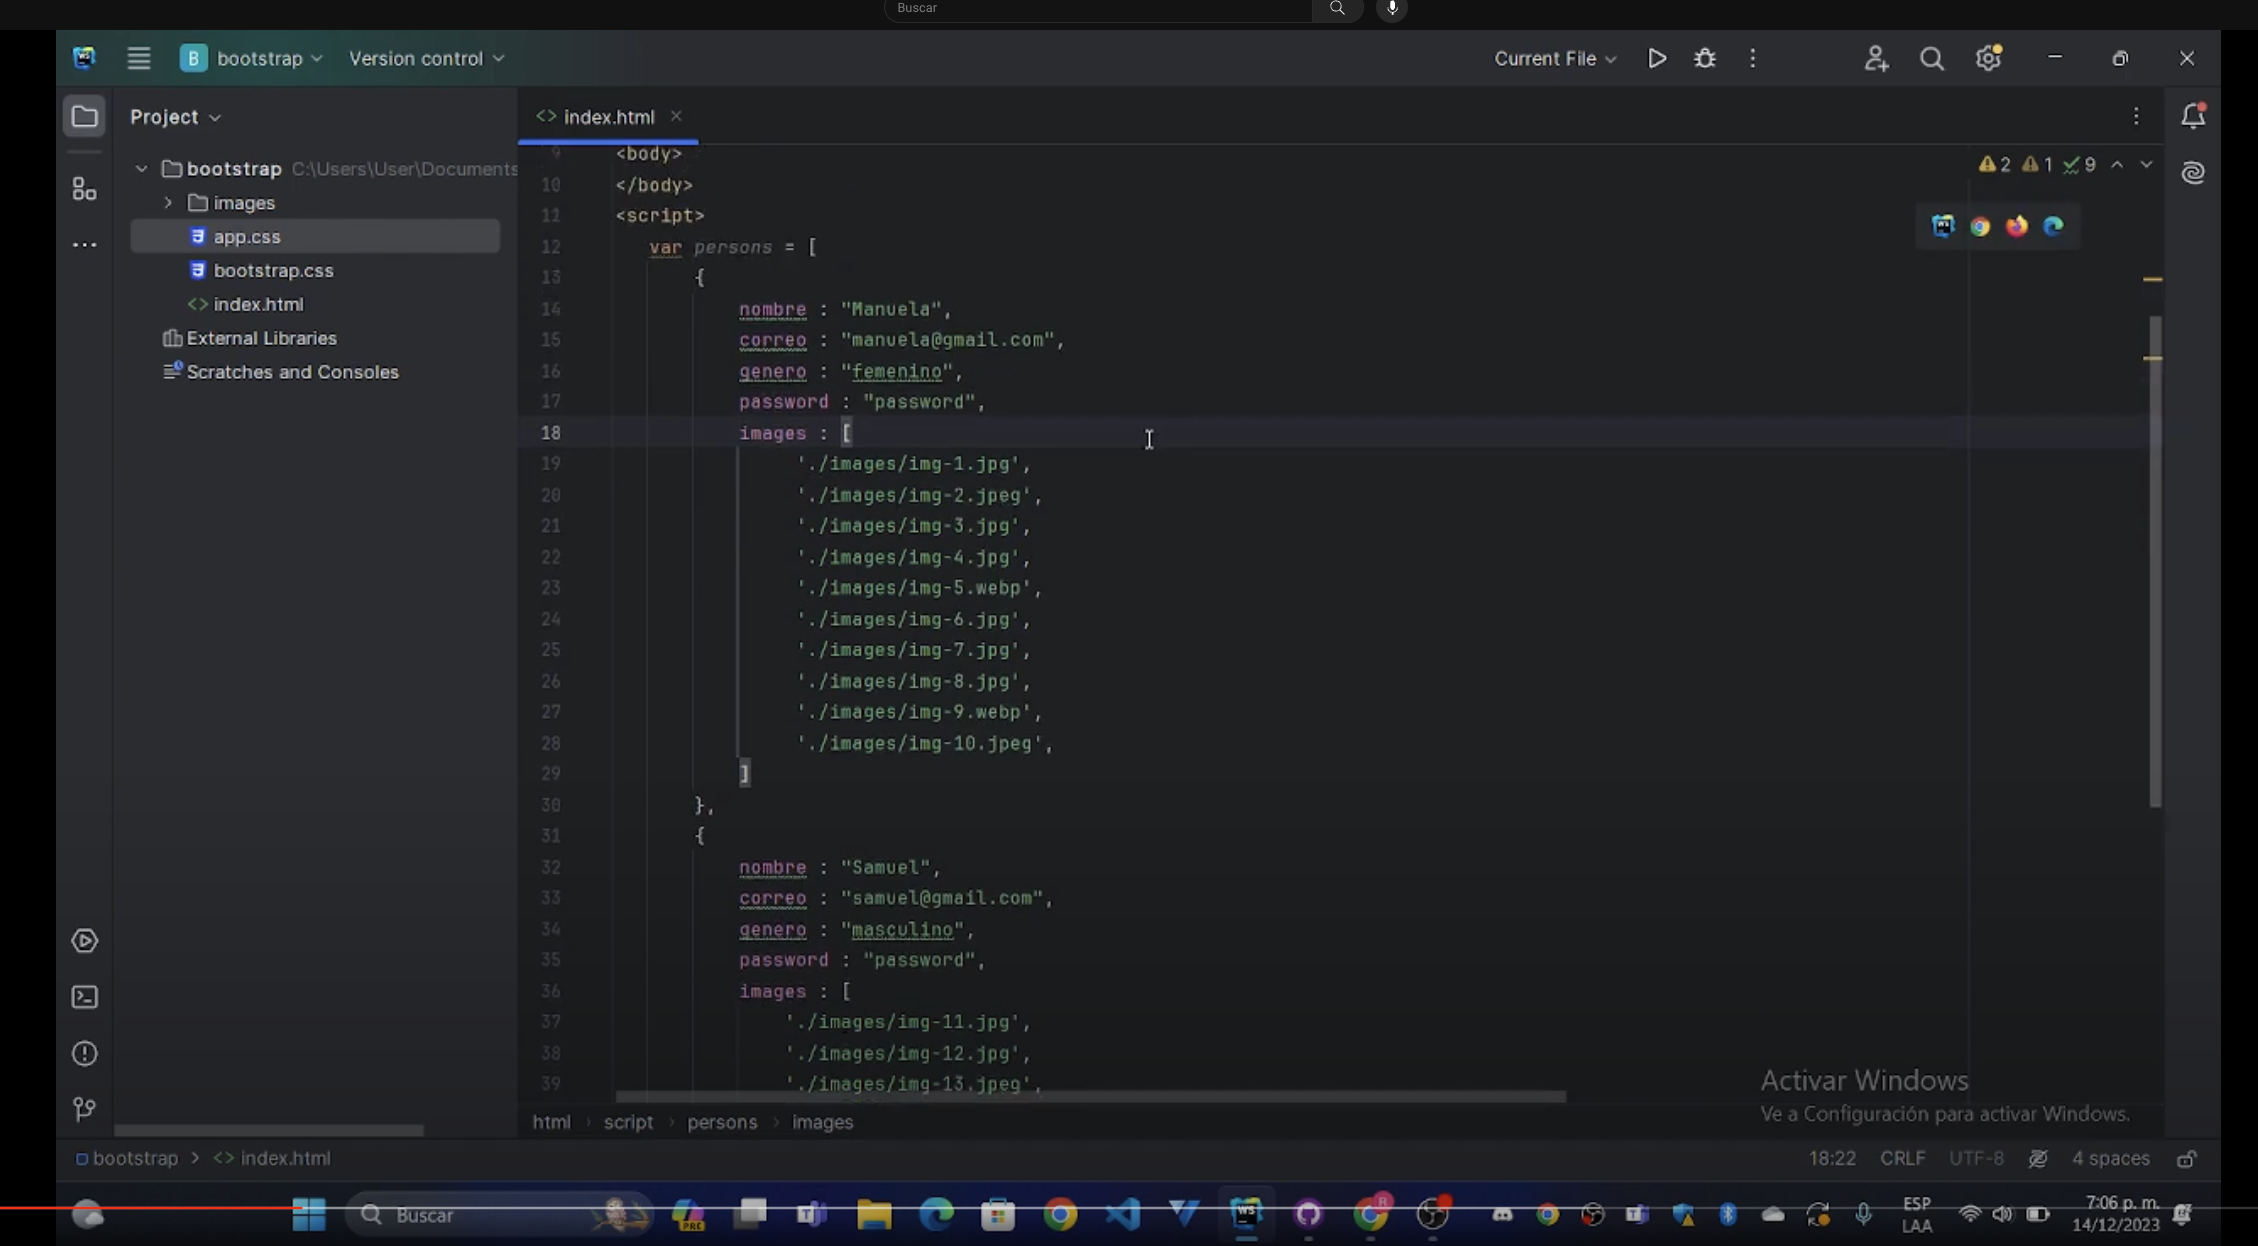 Buscar
B bootstrap Version control Current File
Project
index.html
bootstrap C:\Users\User\Documents
images
app.css
bootstrap.css
index.html
External Libraries
Scratches and Consoles
2 1 9
9 <body>
10 </body>
11 <script>
12 var persons = [
13 {
14 nombre : "Manuela",
15 correo : "manuela@gmail.com",
16 genero : "femenino",
17 password : "password",
18 images : [
19 './images/img-1.jpg',
20 './images/img-2.jpeg',
21 './images/img-3.jpg',
22 './images/img-4.jpg',
23 './images/img-5.webp',
24 './images/img-6.jpg',
25 './images/img-7.jpg',
26 './images/img-8.jpg',
27 './images/img-9.webp',
28 './images/img-10.jpeg',
29 ]
30 },
31 {
32 nombre : "Samuel",
33 correo : "samuel@gmail.com",
34 genero : "masculino",
35 password : "password",
36 images : [
37 './images/img-11.jpg',
38 './images/img-12.jpg',
39 './images/img-13.jpeg',
Activar Windows
Ve a Configuración para activar Windows.
html > script > persons > images
bootstrap > index.html 18:22 CRLF UTF-8 4 spaces
Buscar
PRE
WS
ESP
LAA
7:06 p. m.
14/12/2023